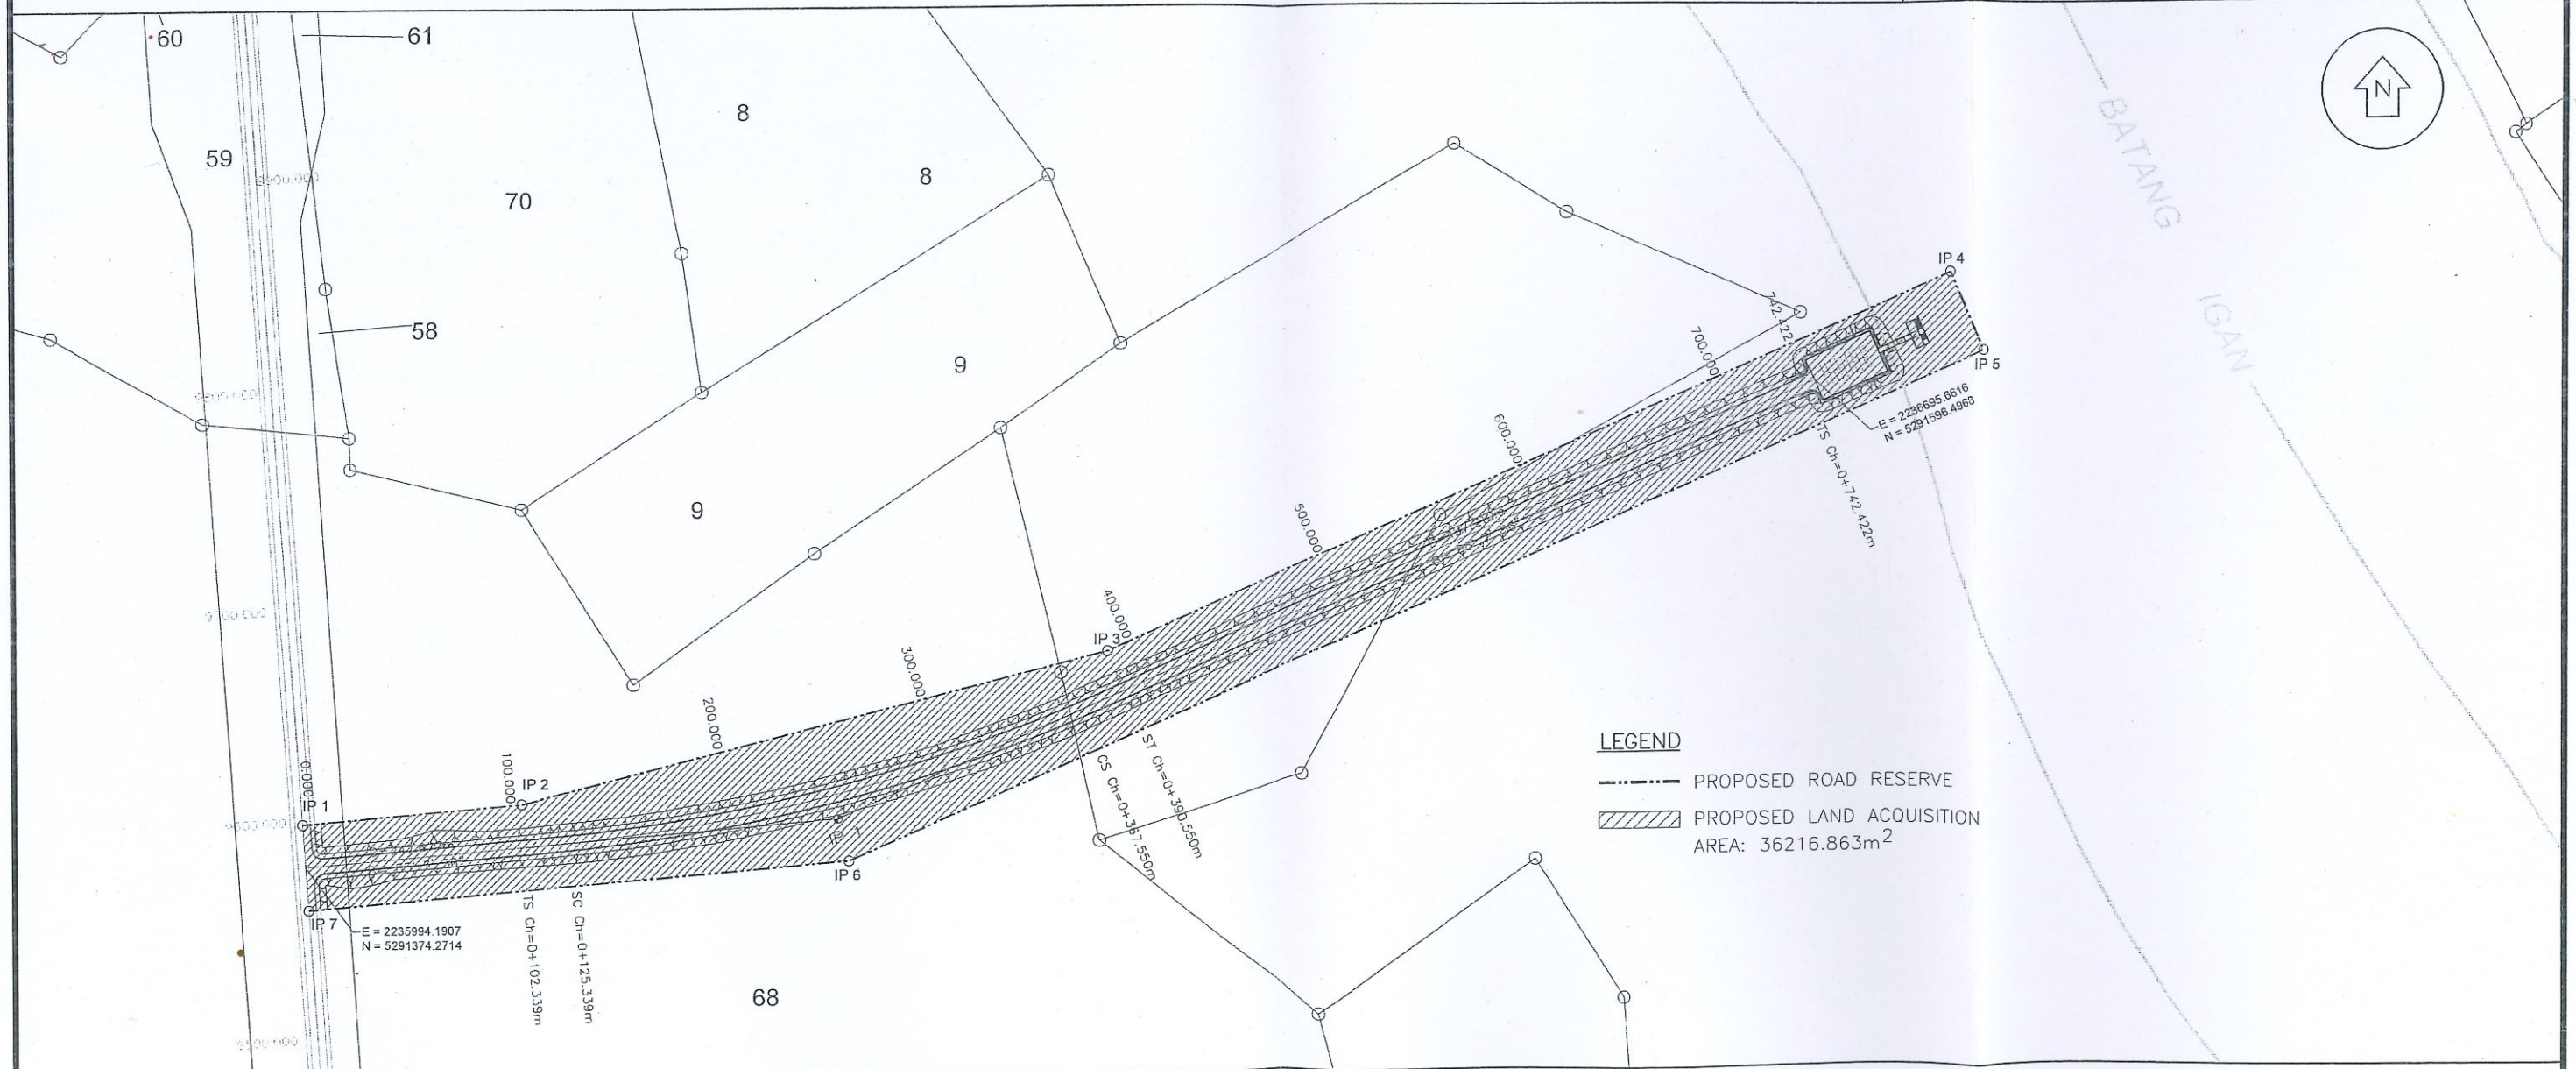 60
61
8
N
BATANG
59
8
70
IGAN
IP 4
58
742.422
700.000
IP 5
9
E = 2236695.6616
N = 5291596.4968
TS Ch=0+742.422m
600.000
9
500.000
400.000
IP 3
300.000
200.000
ST Ch=0+390.550m
CS Ch=0+367.550m
LEGEND
PROPOSED ROAD RESERVE
PROPOSED LAND ACQUISITION
AREA: 36216.863m²
100.000
IP 2
0.000
IP 1
IP 6
IP 7
E = 2235994.1907
N = 5291374.2714
TS Ch=0+102.339m
SC Ch=0+125.339m
68